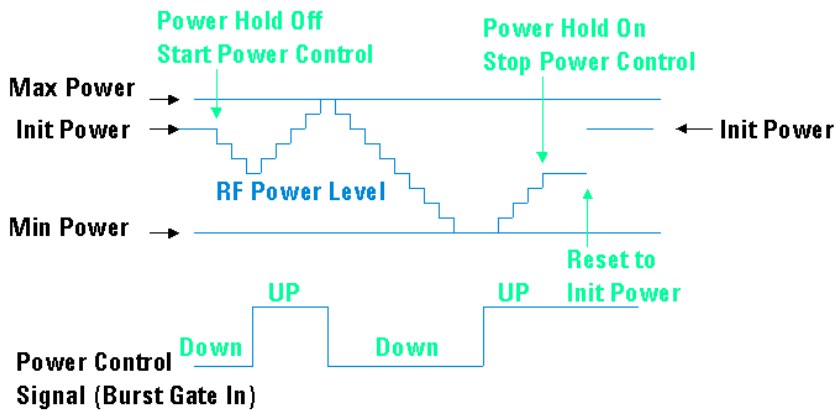 Power Hold Off
Start Power Control
Power Hold On
Stop Power Control
Max Power
Init Power
Init Power
RF Power Level
Min Power
Reset to
Init Power
UP
UP
Down
Down
Power Control
Signal (Burst Gate In)